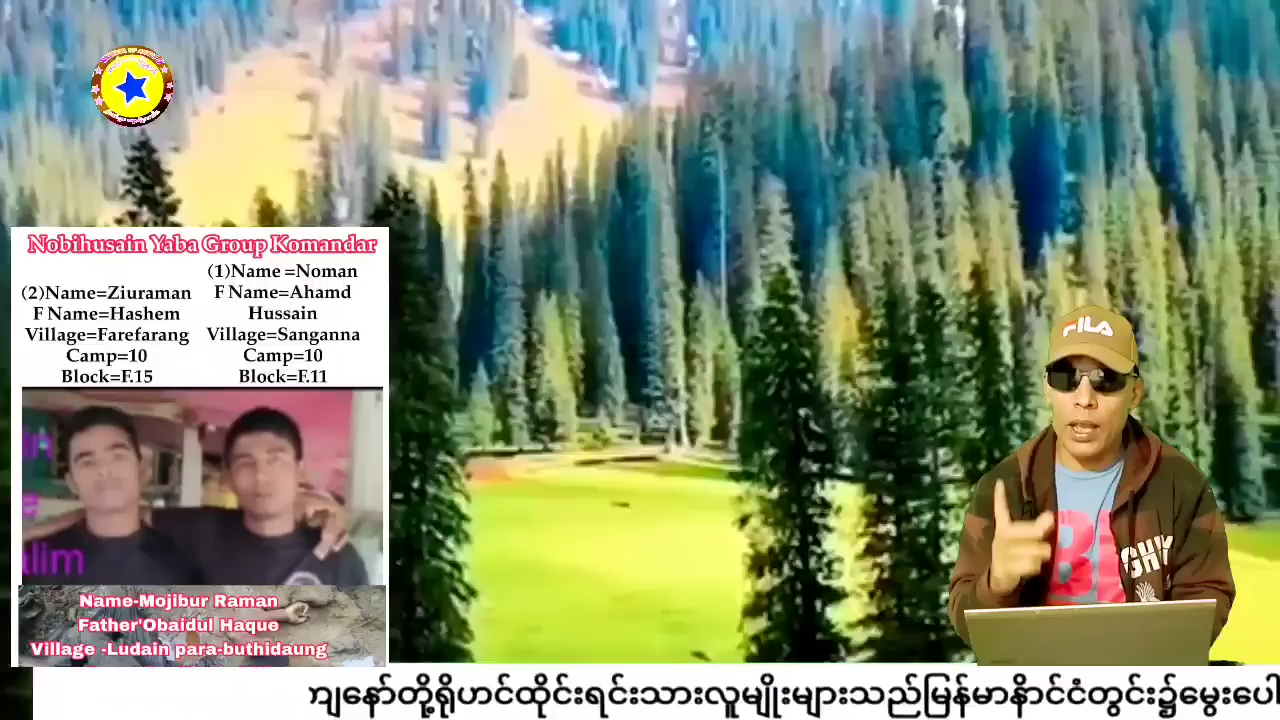 Nobihusain Yaba Group Komandar
(1)Name =Noman
F Name=Ahamd
Hussain
Village=Sanganna
Camp=10
Block=F.11
(2)Name=Ziuraman
F Name=Hashem
Village=Farefarang
Camp=10
Block=F.15
lim
Name-Mojibur Raman
Father'Obaidul Haque
Village -Ludain para-buthidaung
FILA
GHK
ကျနော်တို့ရိုဟင်ထိုင်းရင်းသားလူမျိုးများသည်မြန်မာနိုင်ငံတွင်း၌မွေးပေါ